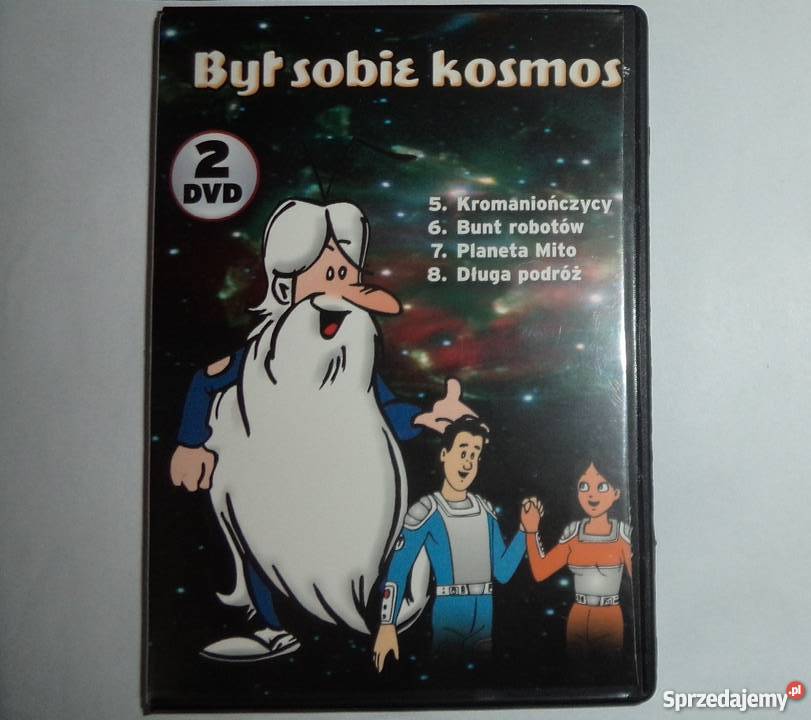 Był sobie kosmos
2
DVD
5. Kromaniończycy
6. Bunt robotów
7. Planeta Mito
8. Długa podróż
Sprzedajemy.pl